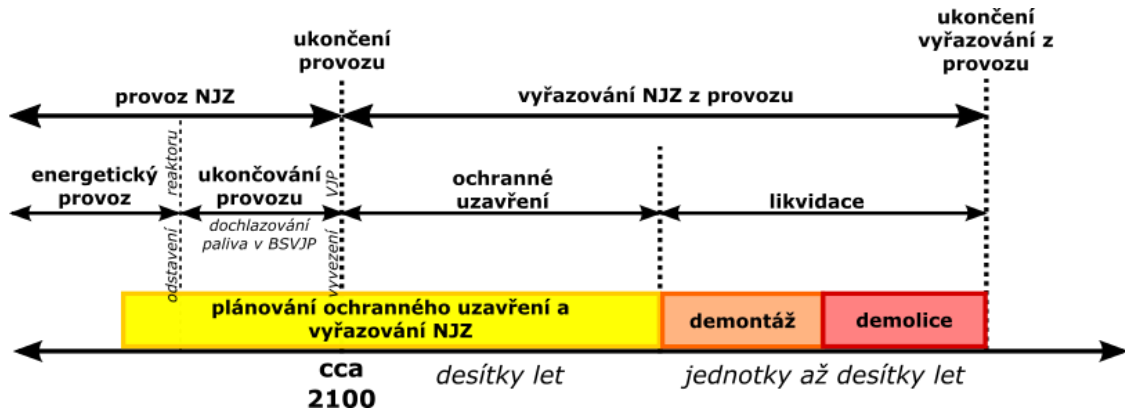 ukončení
provozu
ukončení
vyřazování z
provozu
provoz NJZ
vyřazování NJZ z provozu
energetický
provoz
odstavení reaktoru
ukončování
provozu
dochlazování
paliva v BSVJP
vyvezení VJP
ochranné
uzavření
likvidace
plánování ochranného uzavření a
vyřazování NJZ
demontáž
demolice
cca
2100
desítky let
jednotky až desítky let